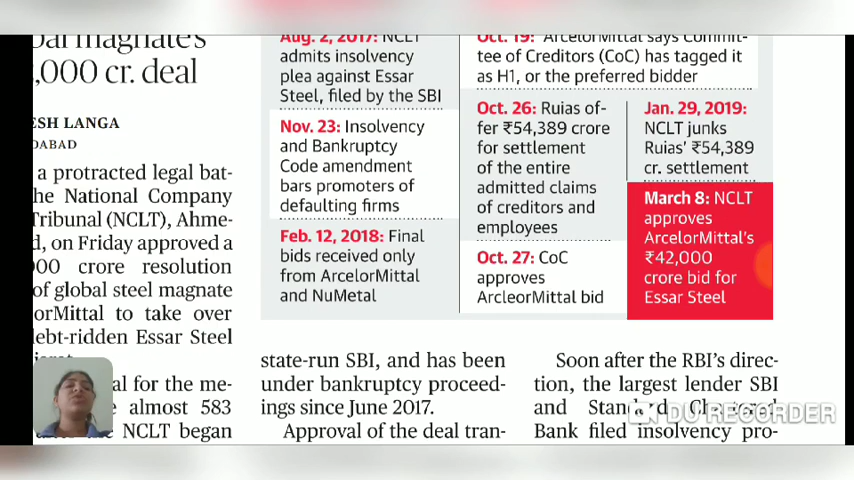 bal magnate's
,000 cr. deal
ESH LANGA
DABAD
a protracted legal bat-
he National Company
Tribunal (NCLT), Ahme-
d, on Friday approved a
00 crore resolution
of global steel magnate
orMittal to take over
debt-ridden Essar Steel
al for the me-
almost 583
NCLT began
Aug. 2, 2017: NCLT
admits insolvency
plea against Essar
Steel, filed by the SBI
Nov. 23: Insolvency
and Bankruptcy
Code amendment
bars promoters of
defaulting firms
Feb. 12, 2018: Final
bids received only
from ArcelorMittal
and NuMetal
Oct. 19: ArcelorMittal says Commit-
tee of Creditors (CoC) has tagged it
as H1, or the preferred bidder
Oct. 26: Ruias of-
fer ₹54,389 crore
for settlement
of the entire
admitted claims
of creditors and
employees
Oct. 27: CoC
approves
ArcleorMittal bid
Jan. 29, 2019:
NCLT junks
Ruias' ₹54,389
cr. settlement
March 8: NCLT
approves
ArcelorMittal's
₹42,000
crore bid for
Essar Steel
state-run SBI, and has been
under bankruptcy proceed-
ings since June 2017.
Approval of the deal tran-
Soon after the RBI's direc-
tion, the largest lender SBI
and Standard Chartered
Bank filed insolvency pro-
DU RECORDER